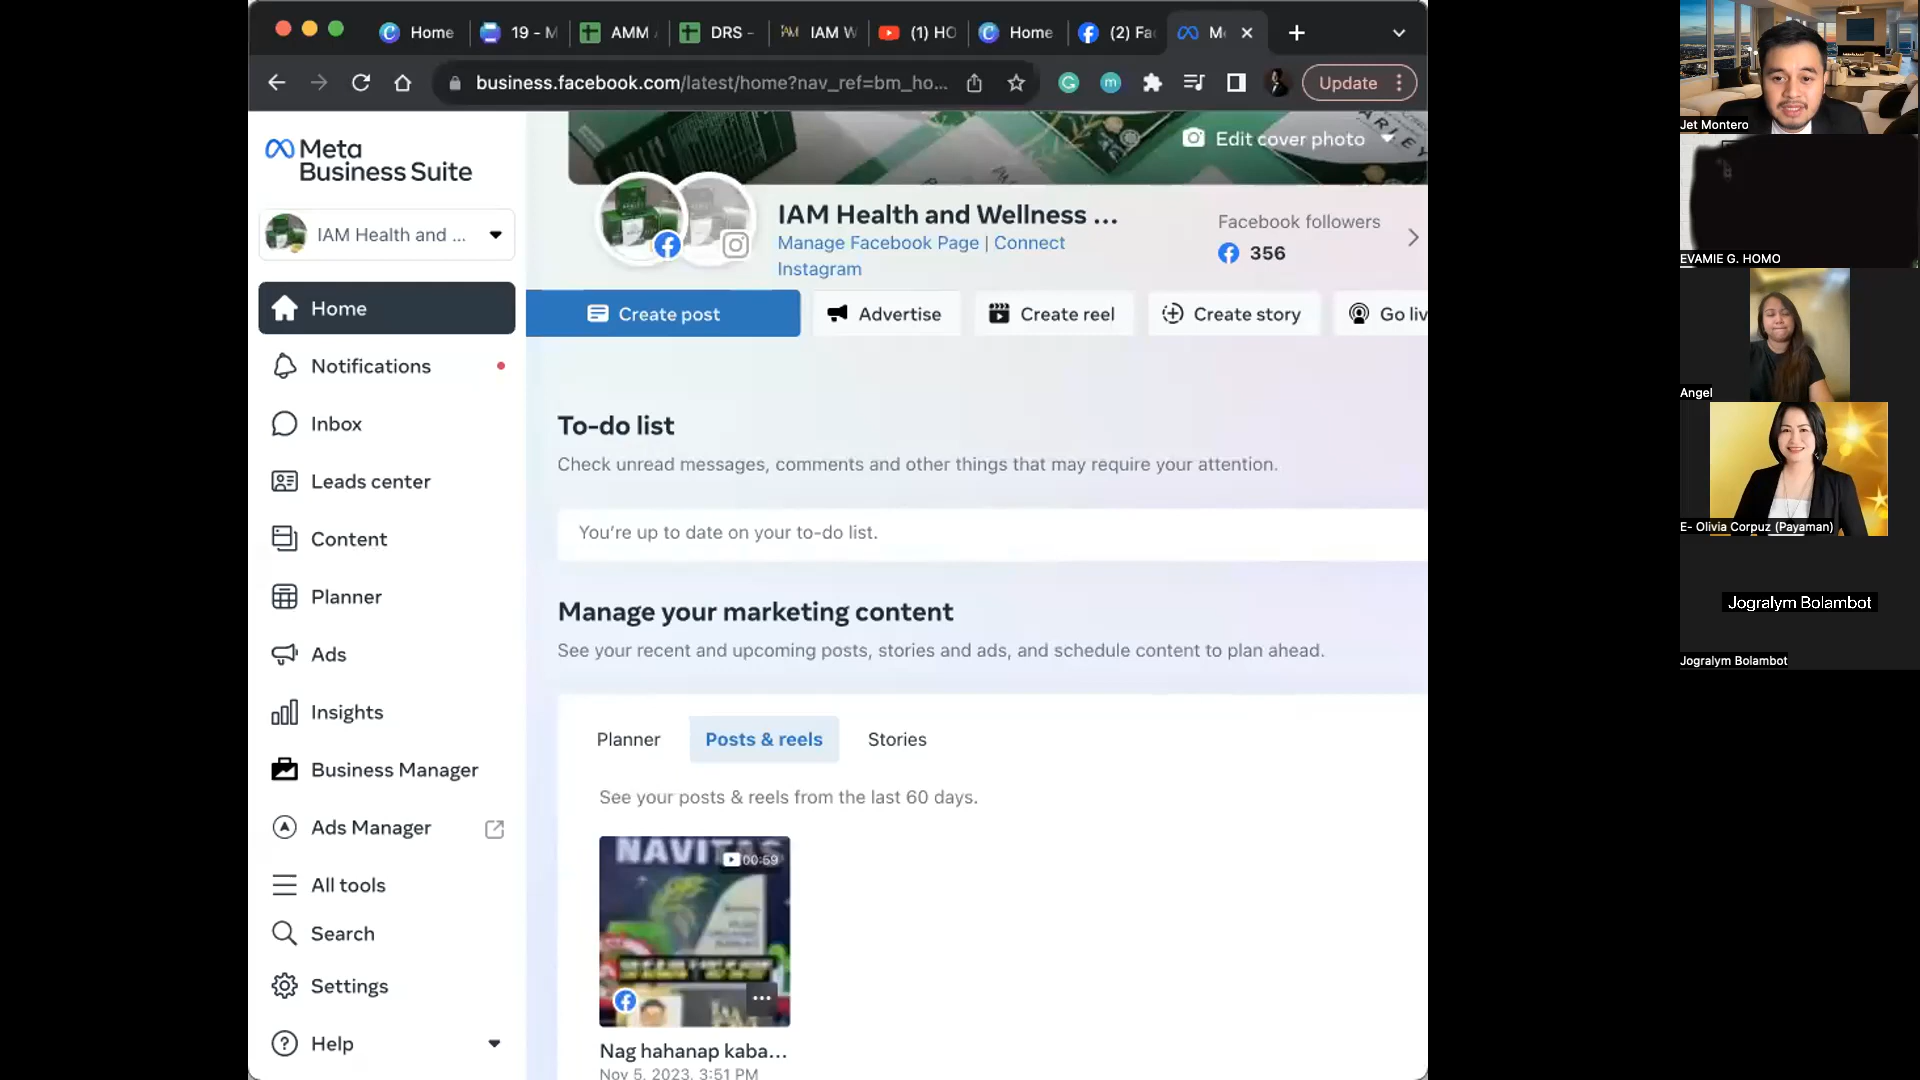 Home
19 - M
AMM
DRS -
IAM W
(1) HO
Home
(2) Fa
M
business.facebook.com/latest/home?nav_ref=bm_ho...
Update
Meta
Business Suite
IAM Health and ...
Home
Notifications
Inbox
Leads center
Content
Planner
Ads
Insights
Business Manager
Ads Manager
All tools
Search
Settings
Help
Edit cover photo
IAM Health and Wellness ...
Manage Facebook Page | Connect
Instagram
Facebook followers
356
Create post
Advertise
Create reel
Create story
Go liv
To-do list
Check unread messages, comments and other things that may require your attention.
You're up to date on your to-do list.
Manage your marketing content
See your recent and upcoming posts, stories and ads, and schedule content to plan ahead.
Planner
Posts & reels
Stories
See your posts & reels from the last 60 days.
NAVITAS
00:59
Nag hahanap kaba...
Nov 5, 2023, 3:51 PM
Jet Montero
EVAMIE G. HOMO
Angel
E- Olivia Corpuz (Payaman)
Jogralym Bolambot
Jogralym Bolambot